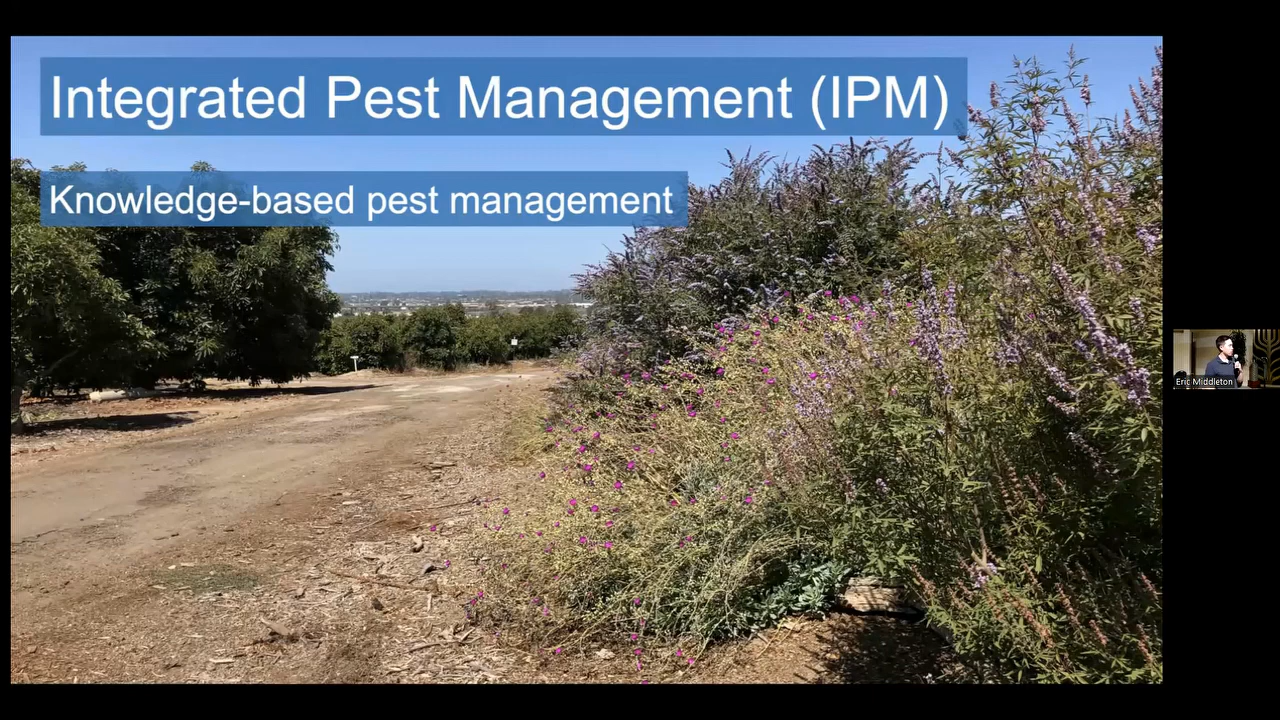 Integrated Pest Management (IPM)
Knowledge-based pest management
Eric Middleton